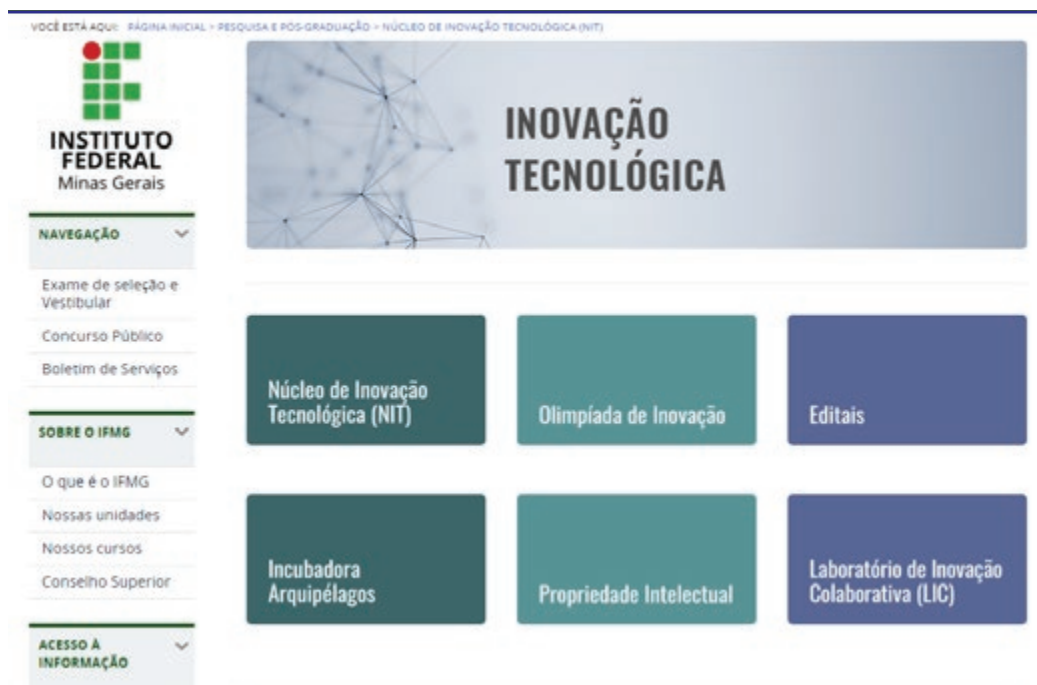 VOCÊ ESTÁ AQUI: PÁGINA INICIAL > PESQUISA E PÓS-GRADUAÇÃO > NÚCLEO DE INOVAÇÃO TECNOLÓGICA (NIT)
INSTITUTO
FEDERAL
Minas Gerais
NAVEGAÇÃO
Exame de seleção e
Vestibular
Concurso Público
Boletim de Serviços
SOBRE O IFMG
O que é o IFMG
Nossas unidades
Nossos cursos
Conselho Superior
ACESSO À
INFORMAÇÃO
INOVAÇÃO
TECNOLÓGICA
Núcleo de Inovação
Tecnológica (NIT)
Olimpíada de Inovação
Editais
Incubadora
Arquipélagos
Propriedade Intelectual
Laboratório de Inovação
Colaborativa (LIC)